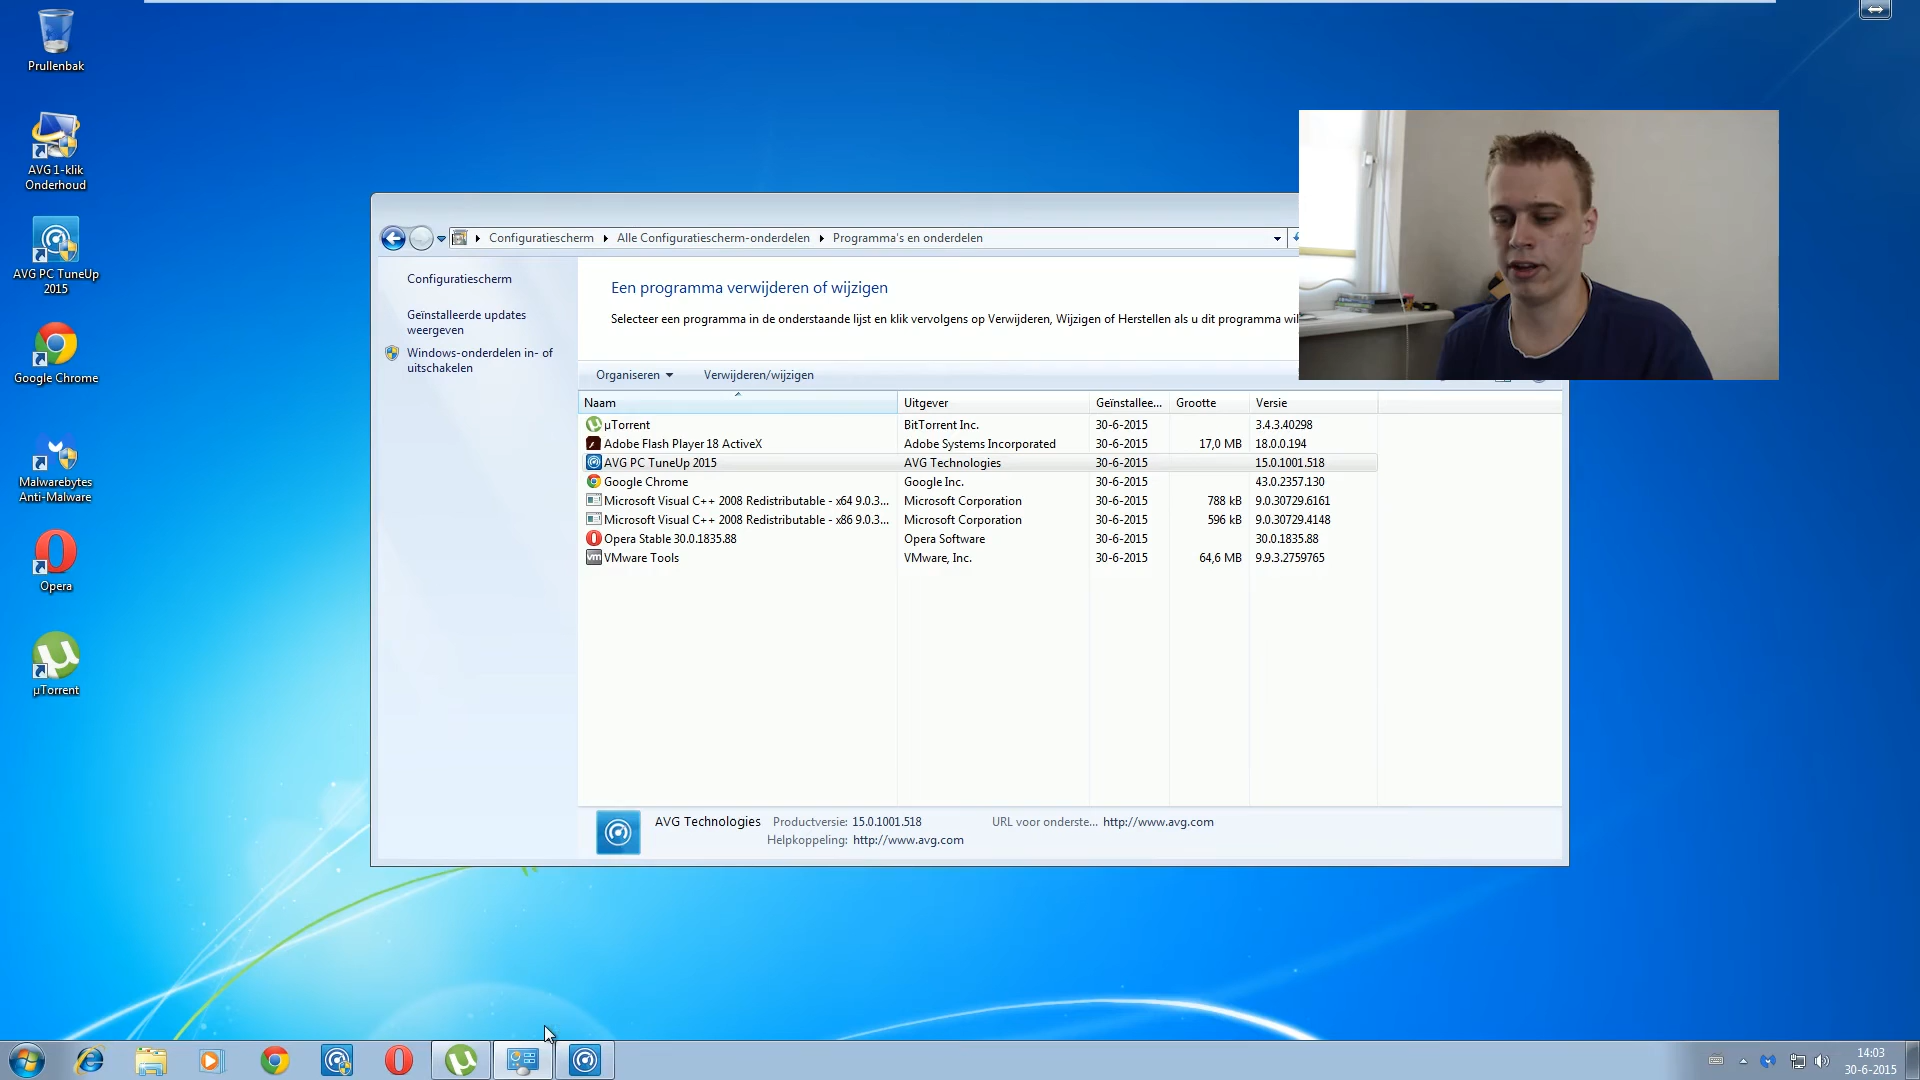 Prullenbak
AVG 1-klik
Onderhoud
AVG PC TuneUp
2015
Google Chrome
Malwarebytes
Anti-Malware
Opera
µTorrent
Configuratiescherm
Alle Configuratiescherm-onderdelen
Programma's en onderdelen
Configuratiescherm
Geïnstalleerde updates
weergeven
Windows-onderdelen in- of
uitschakelen
Een programma verwijderen of wijzigen
Selecteer een programma in de onderstaande lijst en klik vervolgens op Verwijderen, Wijzigen of Herstellen als u dit programma wil
Organiseren Verwijderen/wijzigen
Naam Uitgever Geïnstallee... Grootte Versie
µTorrent BitTorrent Inc. 30-6-2015 3.4.3.40298
Adobe Flash Player 18 ActiveX Adobe Systems Incorporated 30-6-2015 17,0 MB 18.0.0.194
AVG PC TuneUp 2015 AVG Technologies 30-6-2015 15.0.1001.518
Google Chrome Google Inc. 30-6-2015 43.0.2357.130
Microsoft Visual C++ 2008 Redistributable - x64 9.0.3... Microsoft Corporation 30-6-2015 788 kB 9.0.30729.6161
Microsoft Visual C++ 2008 Redistributable - x86 9.0.3... Microsoft Corporation 30-6-2015 596 kB 9.0.30729.4148
Opera Stable 30.0.1835.88 Opera Software 30-6-2015 30.0.1835.88
VMware Tools VMware, Inc. 30-6-2015 64,6 MB 9.9.3.2759765
AVG Technologies Productversie: 15.0.1001.518 URL voor onderste... http://www.avg.com
Helpkoppeling: http://www.avg.com
14:03
30-6-2015